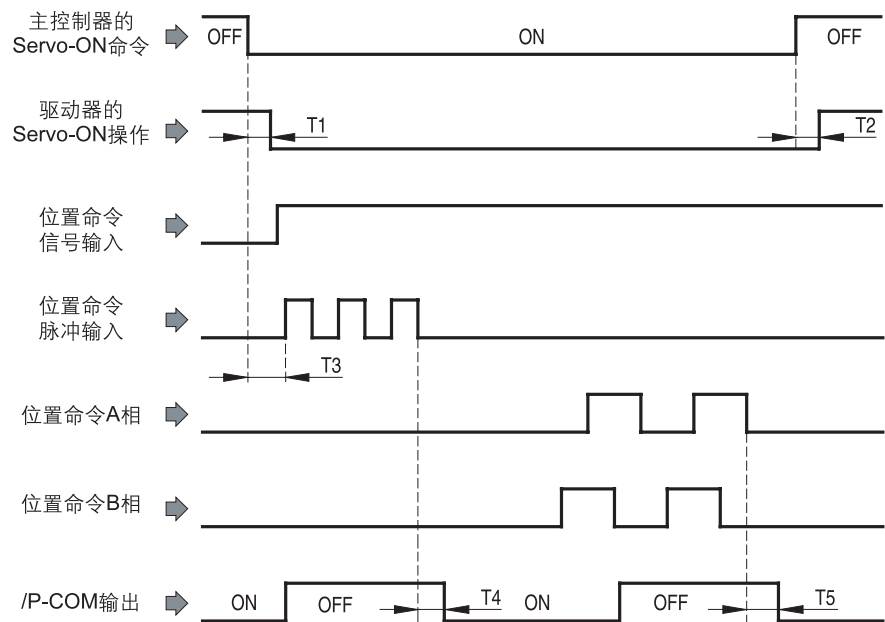 主控制器的
Servo-ON命令
OFF
ON
OFF
驱动器的
Servo-ON操作
T1
T2
位置命令
信号输入
位置命令
脉冲输入
T3
位置命令A相
位置命令B相
/P-COM输出
ON
OFF
T4
ON
OFF
T5